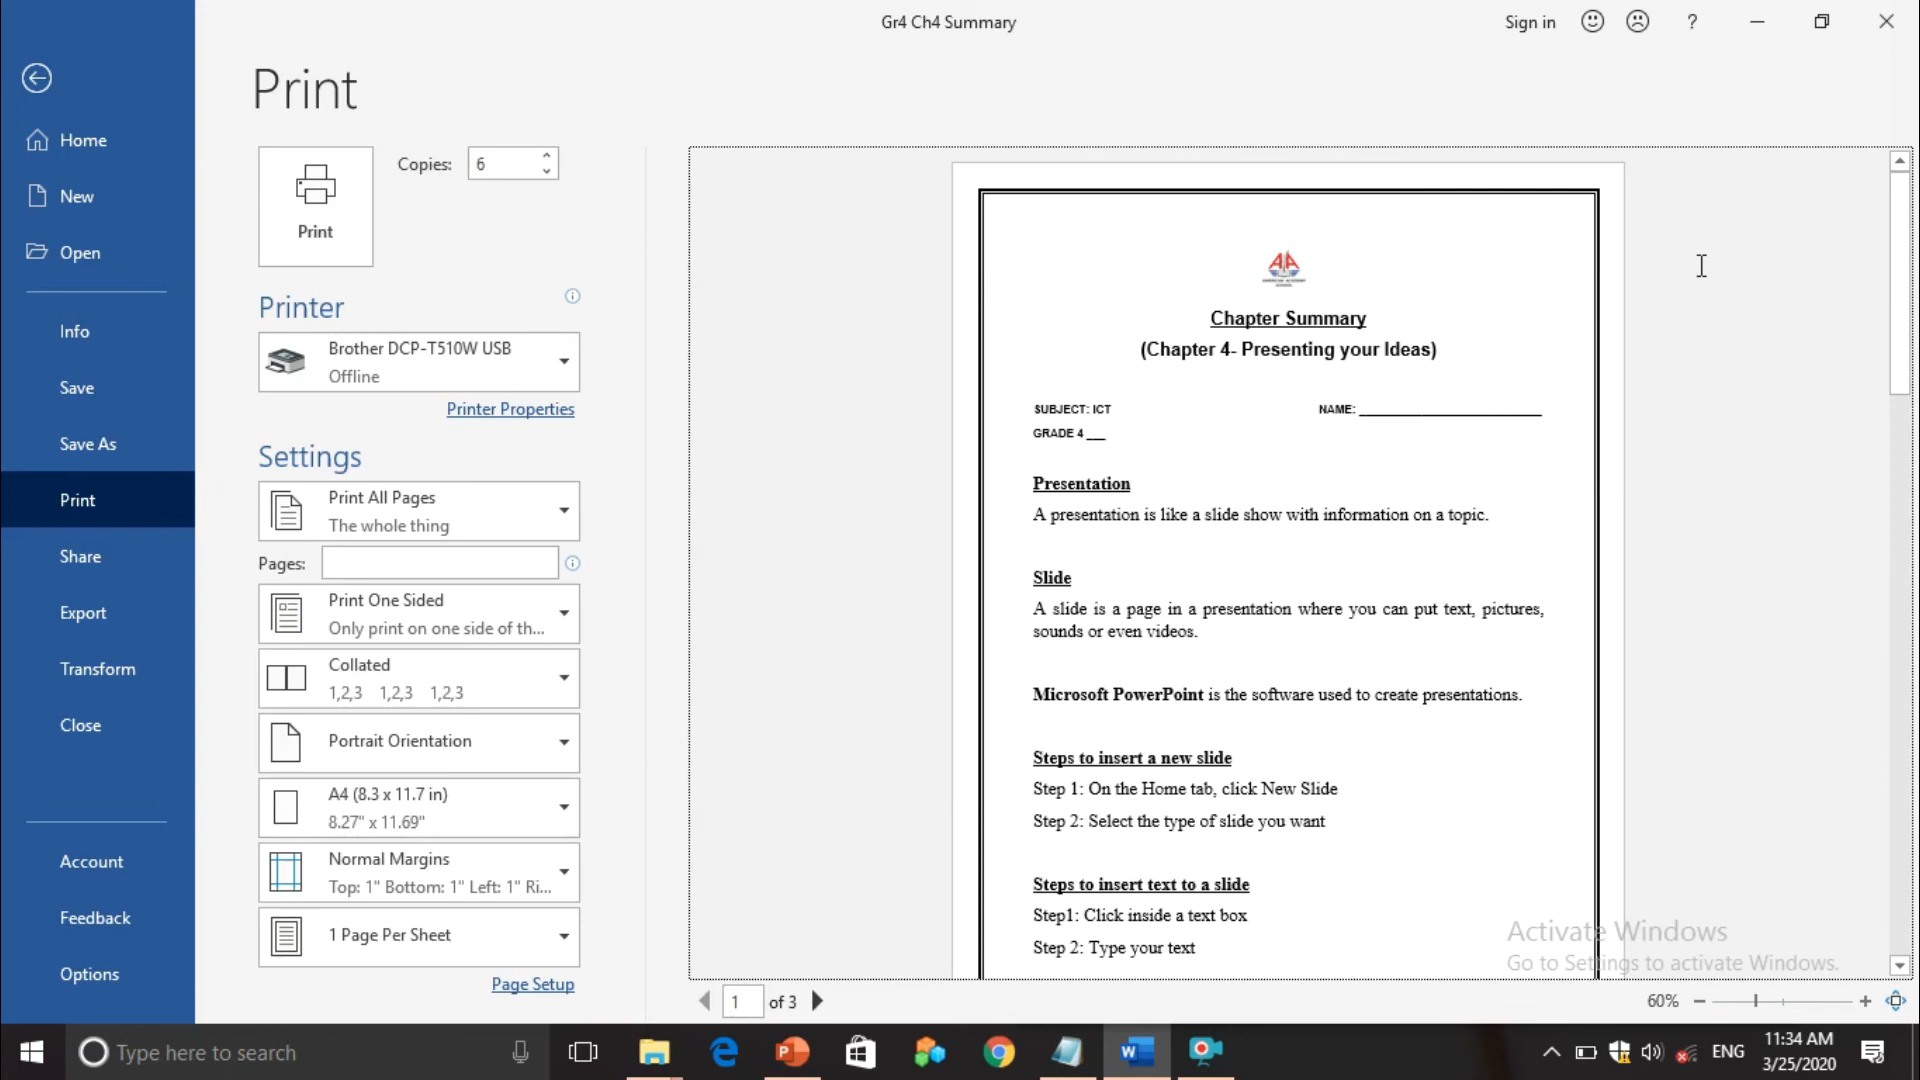 Gr4 Ch4 Summary
Sign in
?
Print
Home
New
Open
Info
Save
Save As
Print
Share
Export
Transform
Close
Account
Feedback
Options
Print
Copies: 6
Printer
Brother DCP-T510W USB
Offline
Printer Properties
Settings
Print All Pages
The whole thing
Pages:
Print One Sided
Only print on one side of th...
Collated
1,2,3 1,2,3 1,2,3
Portrait Orientation
A4 (8.3 x 11.7 in)
8.27" x 11.69"
Normal Margins
Top: 1" Bottom: 1" Left: 1" Ri...
1 Page Per Sheet
Page Setup
AMERICAN ACADEMY
Chapter Summary
(Chapter 4- Presenting your Ideas)
SUBJECT: ICT NAME: ____________________________
GRADE 4 ___
Presentation
A presentation is like a slide show with information on a topic.
Slide
A slide is a page in a presentation where you can put text, pictures,
sounds or even videos.
Microsoft PowerPoint is the software used to create presentations.
Steps to insert a new slide
Step 1: On the Home tab, click New Slide
Step 2: Select the type of slide you want
Steps to insert text to a slide
Step1: Click inside a text box
Step 2: Type your text
Activate Windows
Go to Settings to activate Windows.
1 of 3
60%
Type here to search
ENG
11:34 AM
3/25/2020